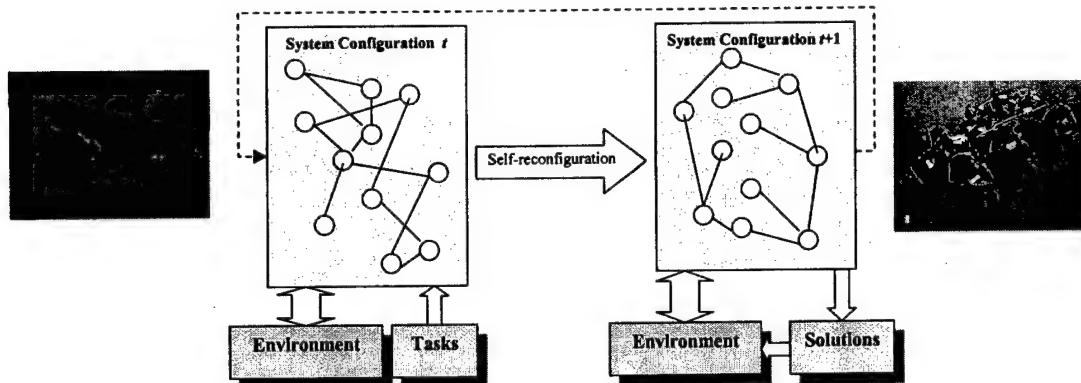 System Configuration t
System Configuration t+1
Self-reconfiguration
Environment
Tasks
Environment
Solutions